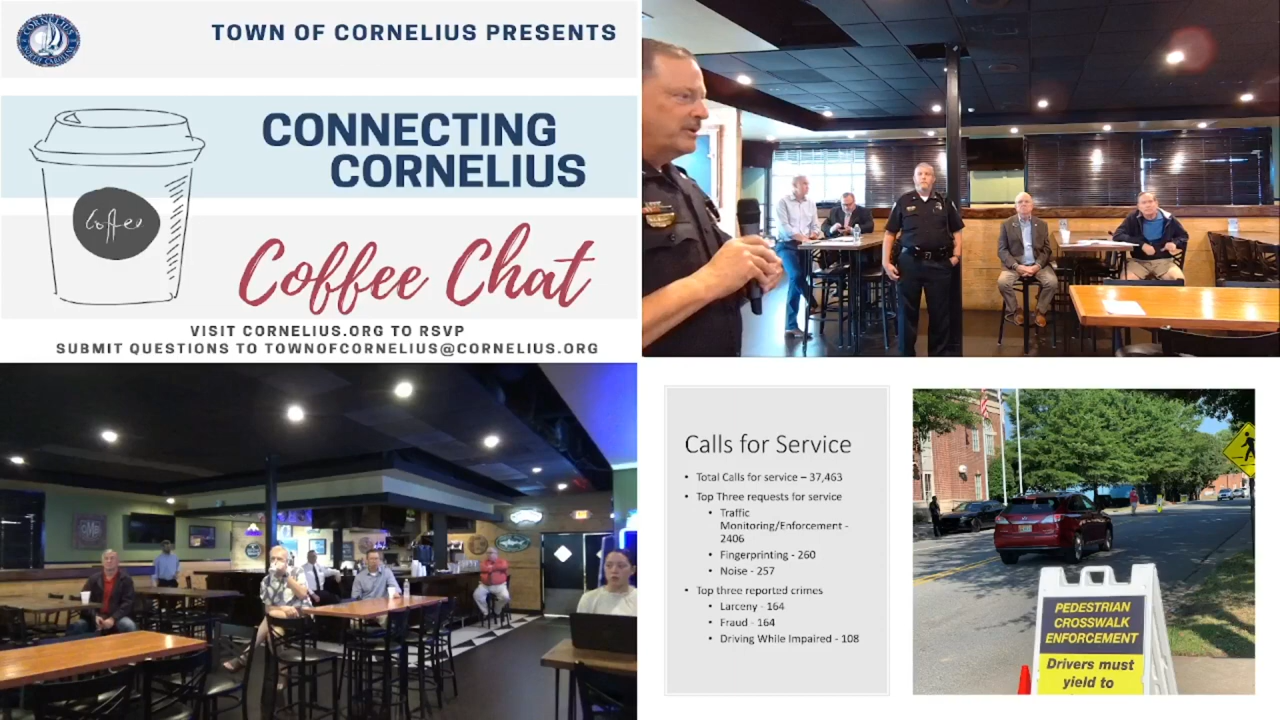 TOWN OF CORNELIUS PRESENTS
CORNELIUS
NORTH CAROLINA
CONNECTING
CORNELIUS
Coffee
Coffee Chat
VISIT CORNELIUS.ORG TO RSVP
SUBMIT QUESTIONS TO TOWNOFCORNELIUS@CORNELIUS.ORG
Calls for Service
• Total Calls for service – 37,463
• Top Three requests for service
• Traffic
Monitoring/Enforcement -
2406
• Fingerprinting - 260
• Noise - 257
• Top three reported crimes
• Larceny - 164
• Fraud - 164
• Driving While Impaired - 108
PEDESTRIAN
CROSSWALK
ENFORCEMENT
Drivers must
yield to